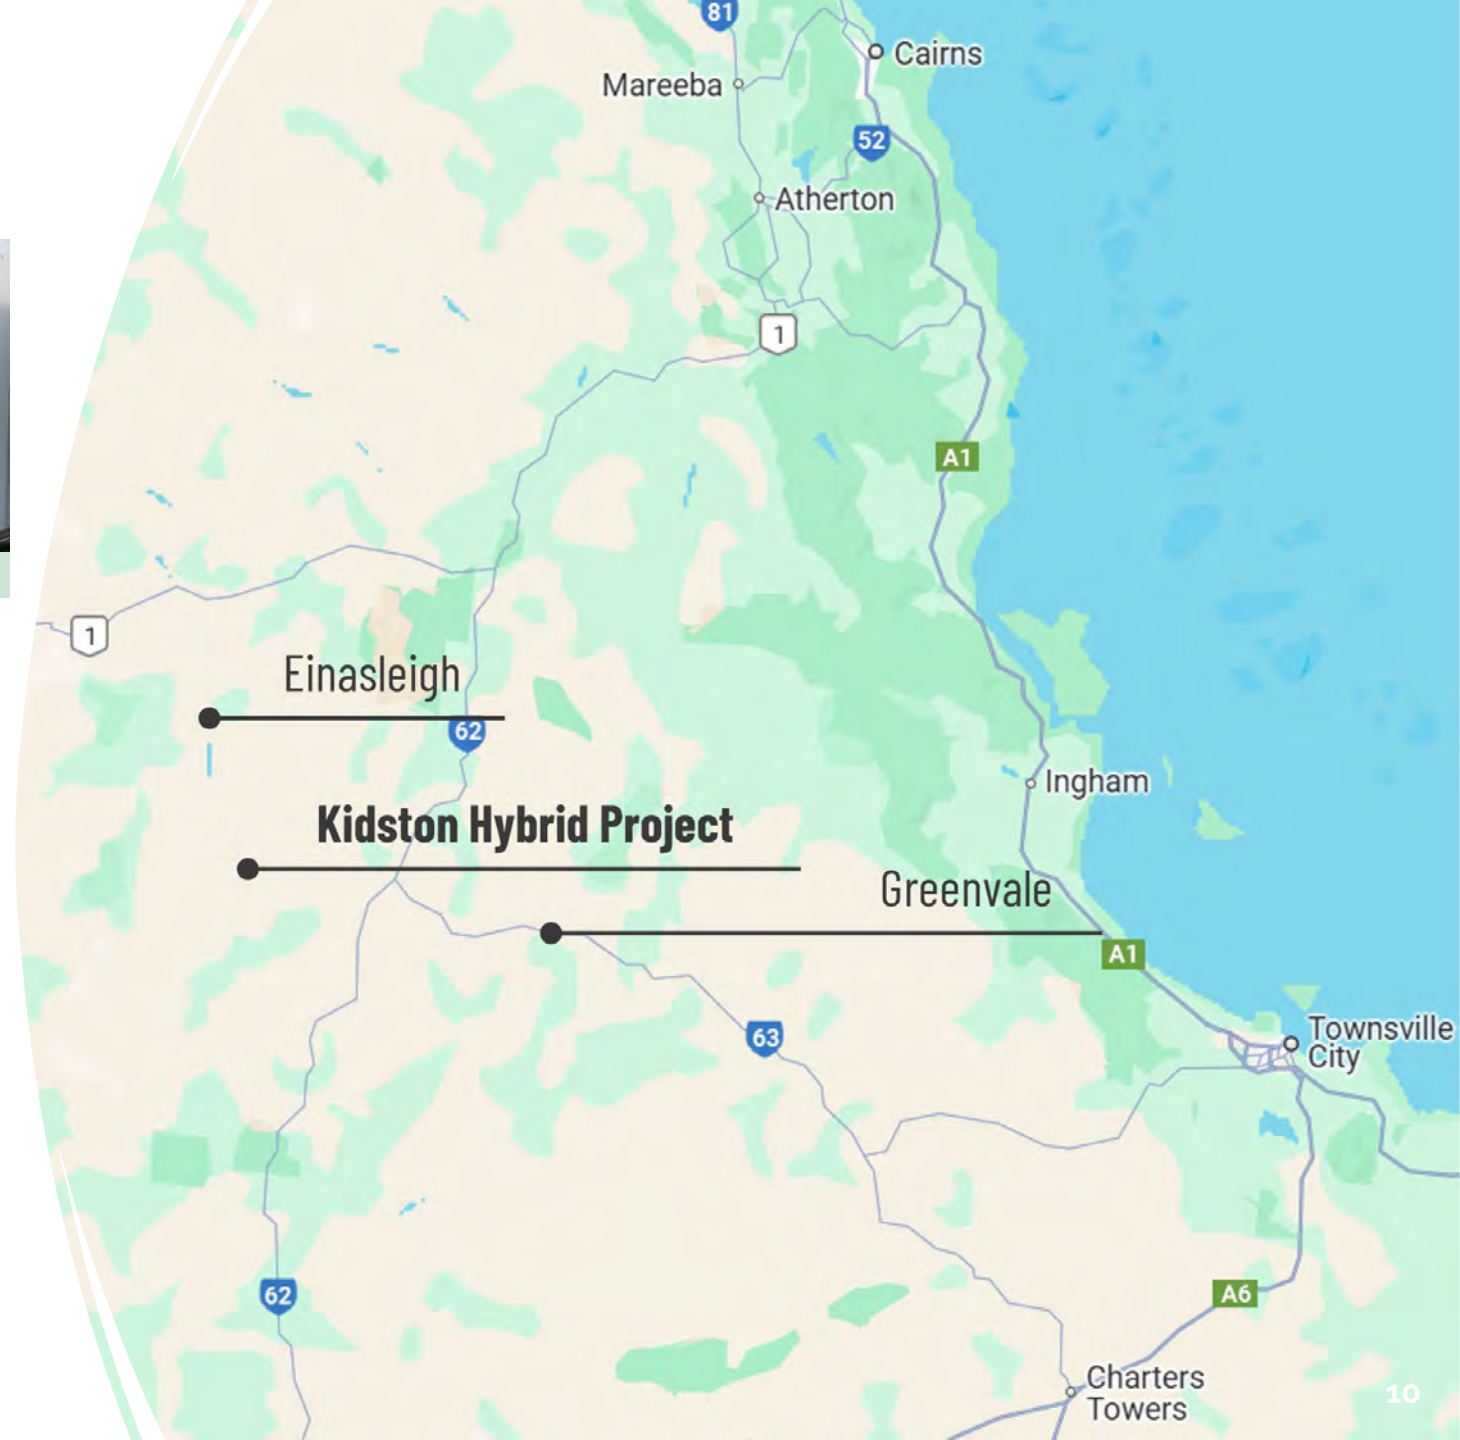 81
Cairns
Mareeba
52
Atherton
1
A1
1
Einasleigh
62
Ingham
Kidston Hybrid Project
Greenvale
A1
Townsville
City
63
62
A6
Charters
Towers
10